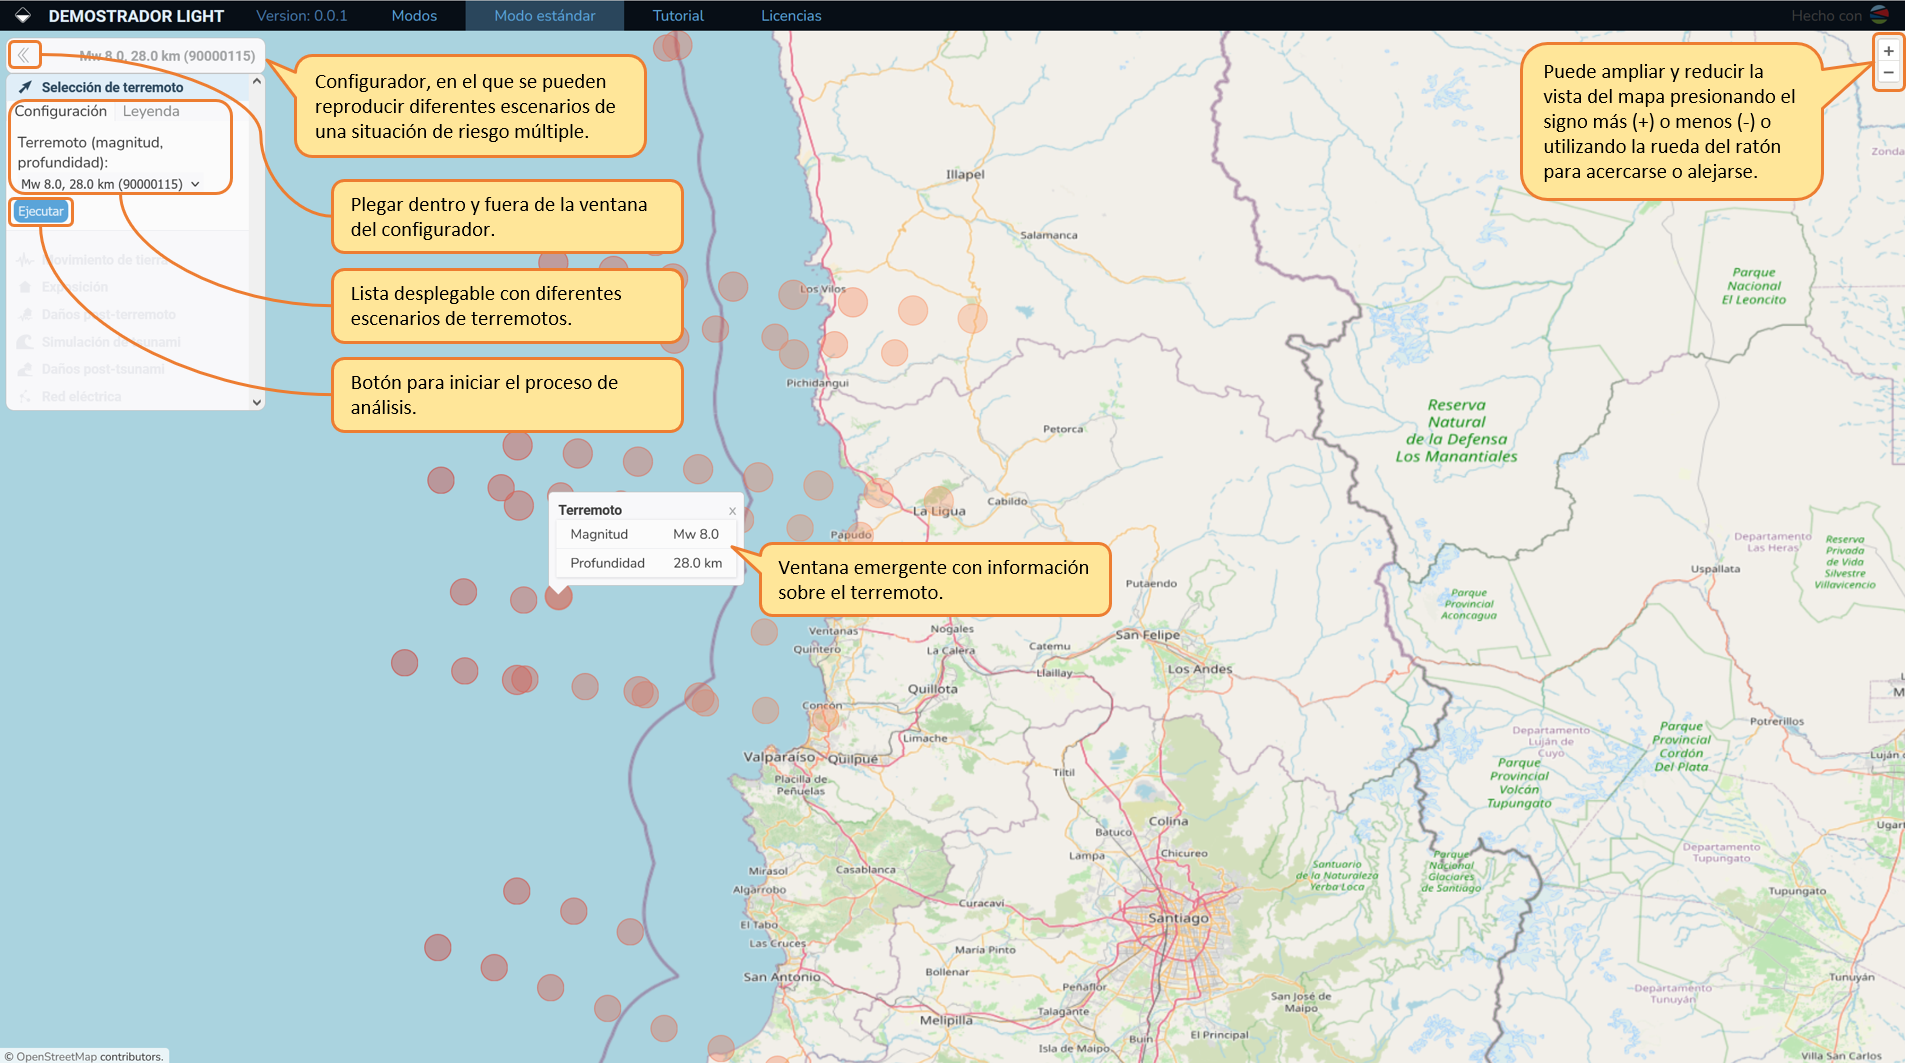 DEMOSTRADOR LIGHT
Version: 0.0.1
Modos
Modo estándar
Tutorial
Licencias
Hecho con
Mw 8.0, 28.0 km (90000115)
Selección de terremoto
Configuración
Leyenda
Terremoto (magnitud,
profundidad):
Mw 8.0, 28.0 km (90000115)
Ejecutar
Movimiento de tierra
Exposición
Daños post-terremoto
Simulación de tsunami
Daños post-tsunami
Red eléctrica
Configurador, en el que se pueden
reproducir diferentes escenarios de
una situación de riesgo múltiple.
Plegar dentro y fuera de la ventana
del configurador.
Lista desplegable con diferentes
escenarios de terremotos.
Botón para iniciar el proceso de
análisis.
Puede ampliar y reducir la
vista del mapa presionando el
signo más (+) o menos (-) o
utilizando la rueda del ratón
para acercarse o alejarse.
+
−
Terremoto
x
Magnitud
Mw 8.0
Profundidad
28.0 km
Ventana emergente con información
sobre el terremoto.
Zonda
Illapel
Salamanca
Los Vilos
Parque
Nacional
El Leoncito
Pichidangui
Reserva
Natural
de la Defensa
Los Manantiales
Petorca
Cabildo
La Ligua
Papudo
Departamento
Las Heras
Reserva
Privada
de Vida
Silvestre
Villavicencio
Uspallata
Putaendo
Parque
Provincial
Aconcagua
Ventanas
Quintero
Nogales
La Calera
Catemu
San Felipe
Llaillay
Los Andes
Quillota
Concón
Limache
Valparaíso
Quilpué
Placilla de
Peñuelas
Tiltil
Potrerillos
Departamento
Luján de
Cuyo
Parque
Provincial
Cordón
Del Plata
Parque
Provincial
Volcán
Tupungato
Luján
Colina
Batuco
Lampa
Chicureo
Ugar
Departamento
Tupungato
Mirasol
Casablanca
Algarrobo
Santuario
de la Naturaleza
Yerba Loca
Parque
Nacional
Glaciares
de Santiago
Tupungato
Curacaví
Santiago
El Tabo
Las Cruces
María Pinto
San Antonio
Bollenar
Peñaflor
San José de
Maipo
Departamento
Tunuyán
Tunuyán
Talagante
Melipilla
Buin
El Principal
Isla de Maipo
Villa San Carlos
© OpenStreetMap contributors.